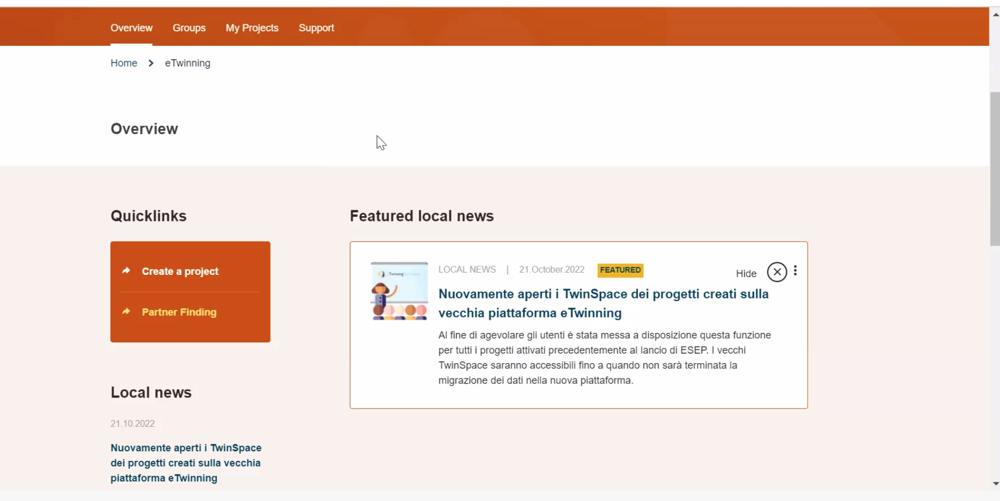 Overview Groups My Projects Support
Home eTwinning
Overview
Quicklinks
Create a project
Partner Finding
Featured local news
LOCAL NEWS | 21.October.2022 FEATURED Hide
Nuovamente aperti i TwinSpace dei progetti creati sulla
vecchia piattaforma eTwinning
Al fine di agevolare gli utenti è stata messa a disposizione questa funzione
per tutti i progetti attivati precedentemente al lancio di ESEP. I vecchi
TwinSpace saranno accessibili fino a quando non sarà terminata la
migrazione dei dati nella nuova piattaforma.
Local news
21.10.2022
Nuovamente aperti i TwinSpace
dei progetti creati sulla vecchia
piattaforma eTwinning